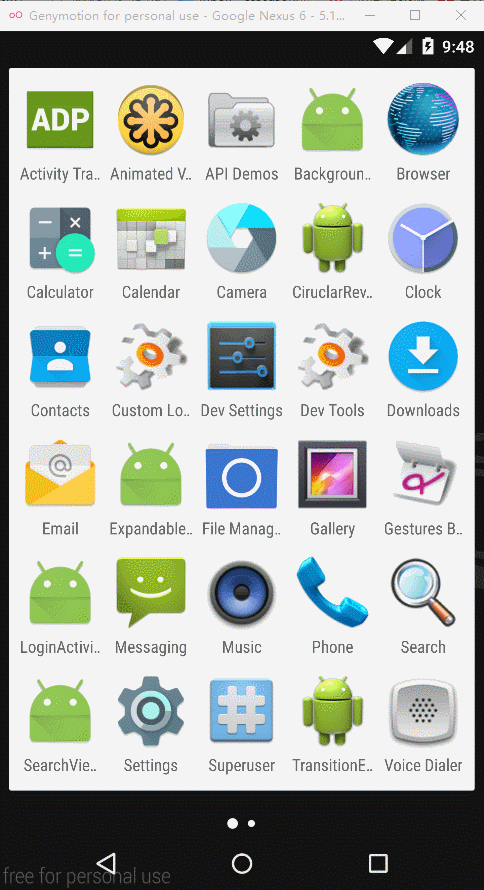 Genymotion for personal use - Google Nexus 6 - 5.1...
9:48
ADP
Activity Tra.. Animated V.. API Demos Backgroun.. Browser
Calculator Calendar Camera CiruclarRev.. Clock
Contacts Custom Lo.. Dev Settings Dev Tools Downloads
@
Email Expandable.. File Manag.. Gallery Gestures B..
LoginActivi.. Messaging Music Phone Search
SearchVie.. Settings Superuser TransitionE.. Voice Dialer
free for personal use